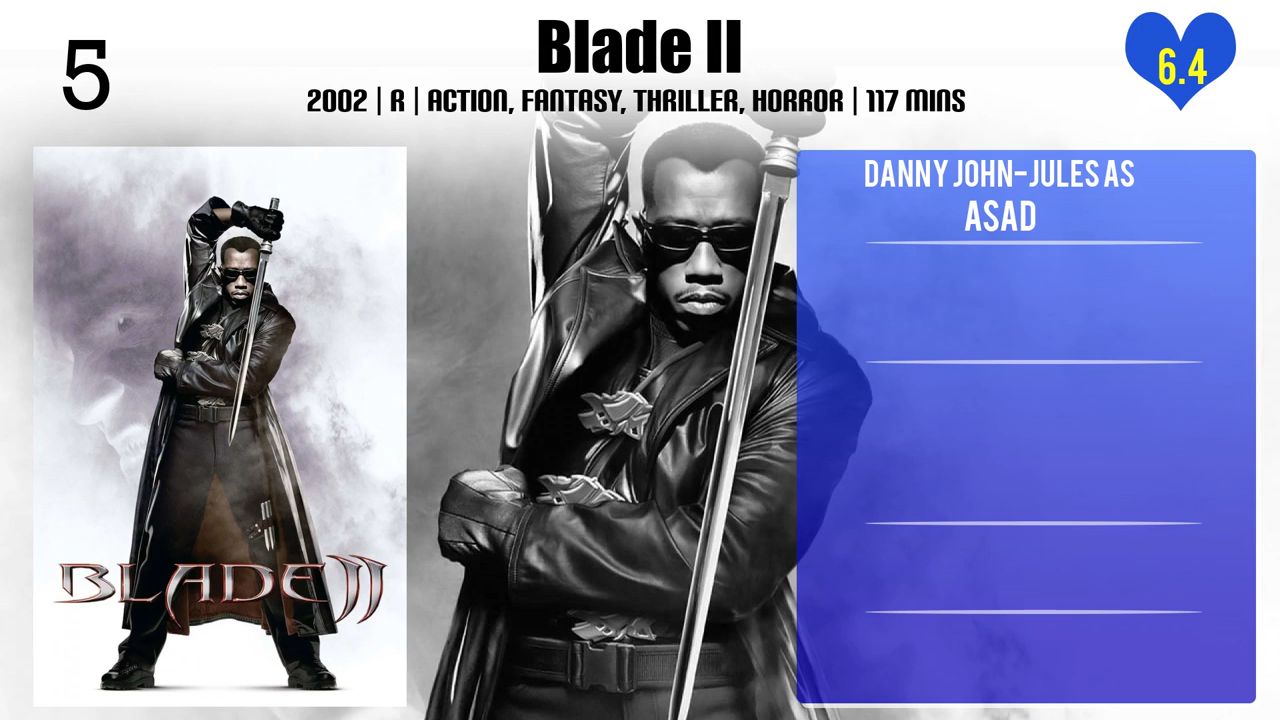 5
Blade II
2002 | R | ACTION, FANTASY, THRILLER, HORROR | 117 MINS
6.4
DANNY JOHN-JULES AS
ASAD
BLADE II